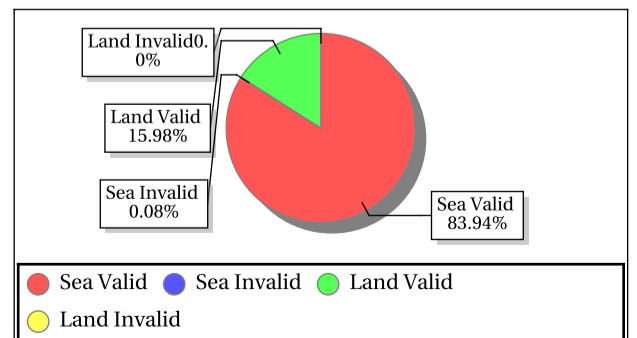 Land Invalid0.
0%
Land Valid
15.98%
Sea Invalid
0.08%
Sea Valid
83.94%
Sea Valid Sea Invalid Land Valid
Land Invalid